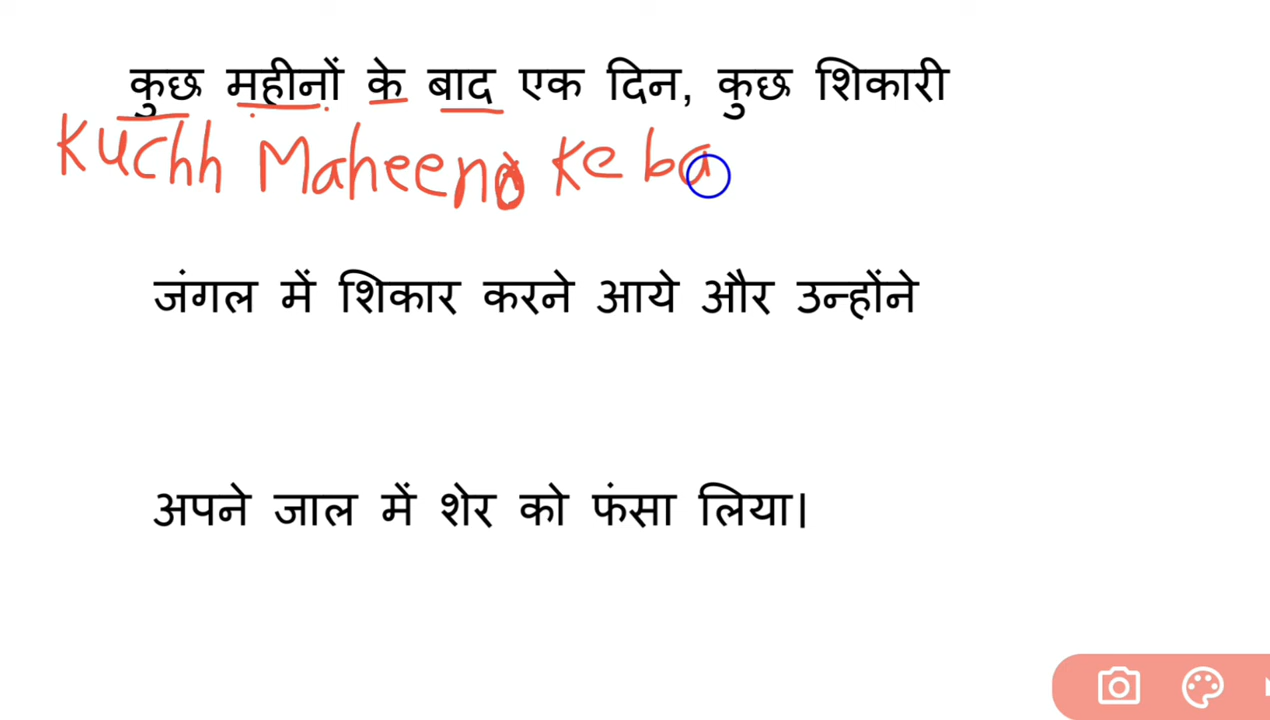 कुछ महीनों के बाद एक दिन, कुछ शिकारी
Kuchh Maheeno Ke ba
जंगल में शिकार करने आये और उन्होंने
अपने जाल में शेर को फंसा लिया।